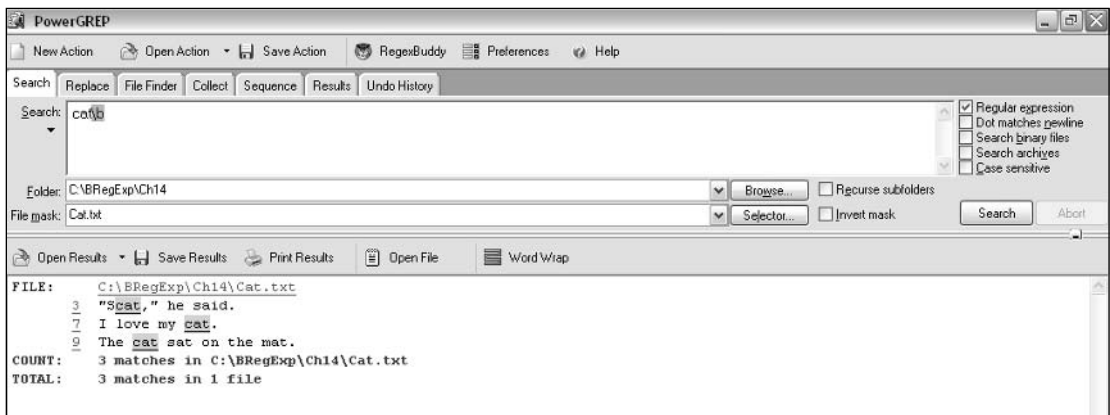 PowerGREP
New Action Open Action Save Action RegexBuddy Preferences Help
Search Replace File Finder Collect Sequence Results Undo History
Search: cat\b
Regular expression
Dot matches newline
Search binary files
Search archives
Case sensitive
Folder: C:\BRegExp\Ch14 Browse... Recurse subfolders
File mask: Cat.txt Selector... Invert mask Search Abort
Open Results Save Results Print Results Open File Word Wrap
FILE: C:\BRegExp\Ch14\Cat.txt
3 "Scat," he said.
7 I love my cat.
9 The cat sat on the mat.
COUNT: 3 matches in C:\BRegExp\Ch14\Cat.txt
TOTAL: 3 matches in 1 file